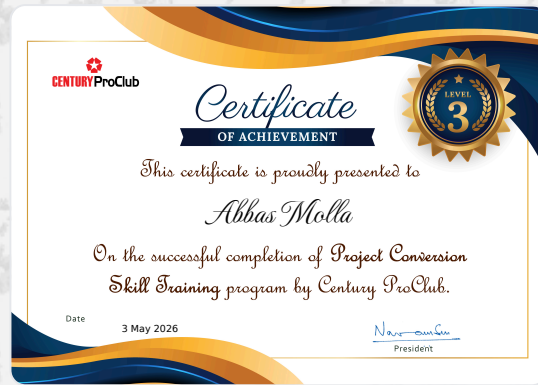 CENTURY ProClub
LEVEL
3
Certificate
OF ACHIEVEMENT
This certificate is proudly presented to
Abbas Molla
On the successful completion of Project Conversion
Skill Training program by Century ProClub.
Date
3 May 2026
President